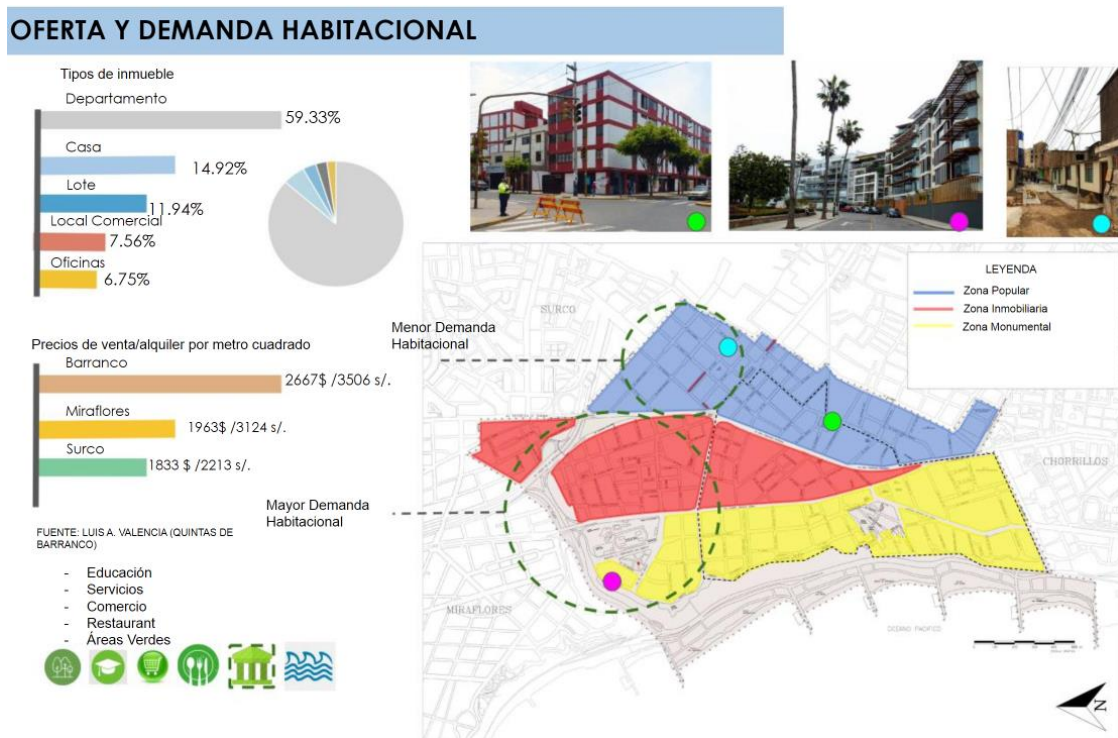 OFERTA Y DEMANDA HABITACIONAL
Tipos de inmueble
Departamento
59.33%
Casa
14.92%
Lote
11.94%
Local Comercial
7.56%
Oficinas
6.75%
Precios de venta/alquiler por metro cuadrado
Barranco
2667$ /3506 s/.
Miraflores
1963$ /3124 s/.
Surco
1833 $ /2213 s/.
FUENTE: LUIS A. VALENCIA (QUINTAS DE
BARRANCO)
- Educación
- Servicios
- Comercio
- Restaurant
- Áreas Verdes
Menor Demanda
Habitacional
Mayor Demanda
Habitacional
LEYENDA
Zona Popular
Zona Inmobiliaria
Zona Monumental
SURCO
CHORRILLOS
MIRAFLORES
OCEANO PACIFICO
N